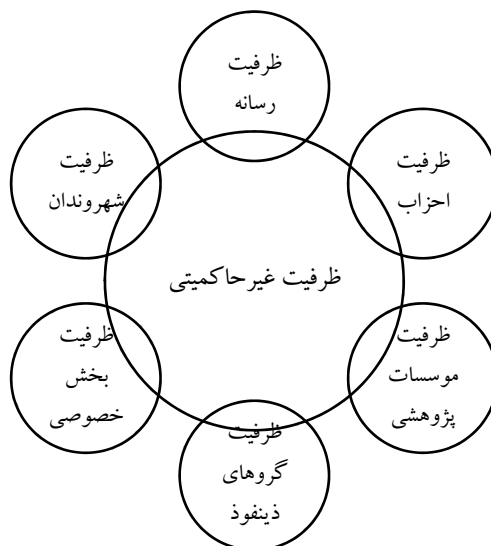 ظرفیت
رسانه
ظرفیت
احزاب
ظرفیت
شهروندان
ظرفیت غیرحاکمیتی
ظرفیت
موسسات
پژوهشی
ظرفیت
بخش
خصوصی
ظرفیت
گروهای
ذینفوذ